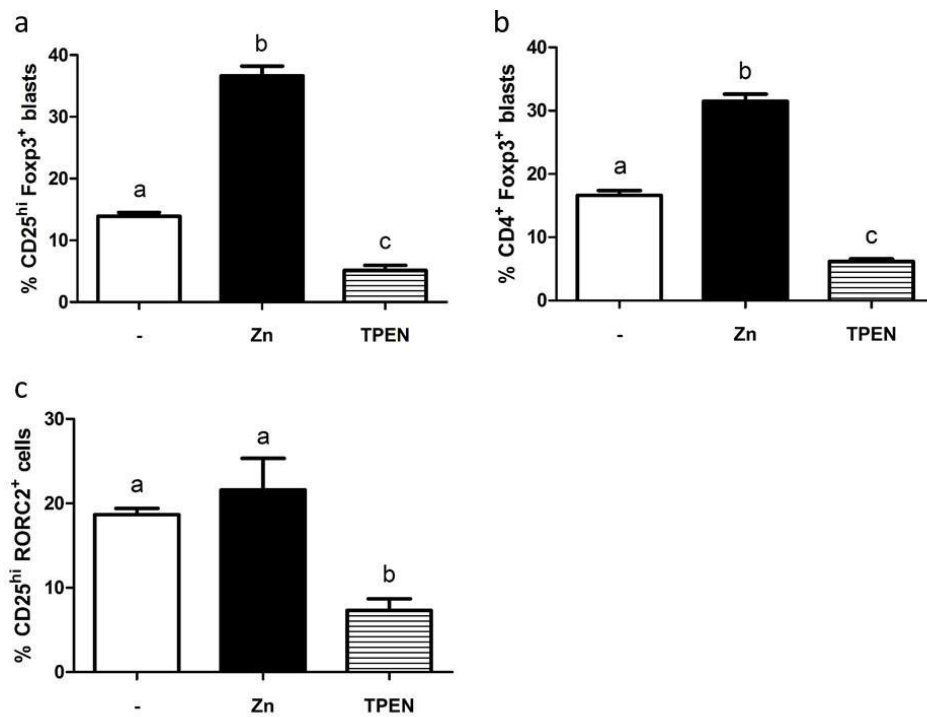 a
% CD25hi Foxp3+ blasts
40
30
20
10
0
a
b
c
-
Zn
TPEN
b
% CD4+ Foxp3+ blasts
40
30
20
10
0
a
b
c
-
Zn
TPEN
c
% CD25hi RORC2+ cells
30
20
10
0
a
a
b
-
Zn
TPEN